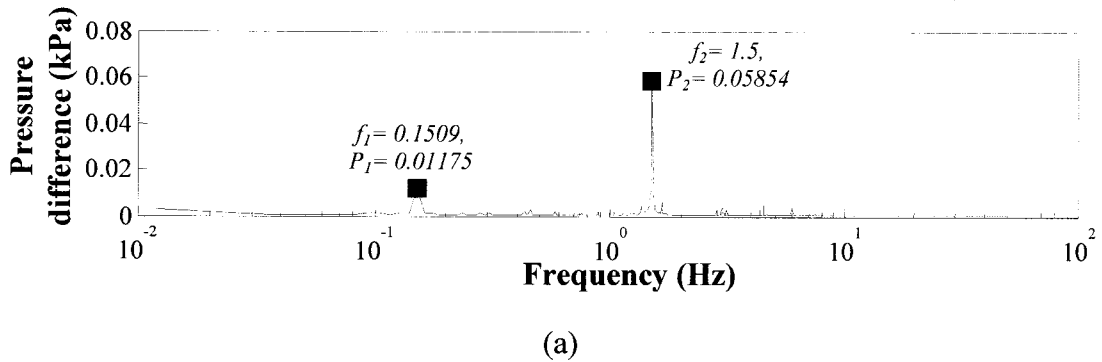 Pressure
difference (kPa)
0.08
0.06
0.04
0.02
0
f₁= 0.1509,
P₁= 0.01175
f₂= 1.5,
P₂= 0.05854
10⁻² 10⁻¹ 10⁰ 10¹ 10²
Frequency (Hz)
(a)